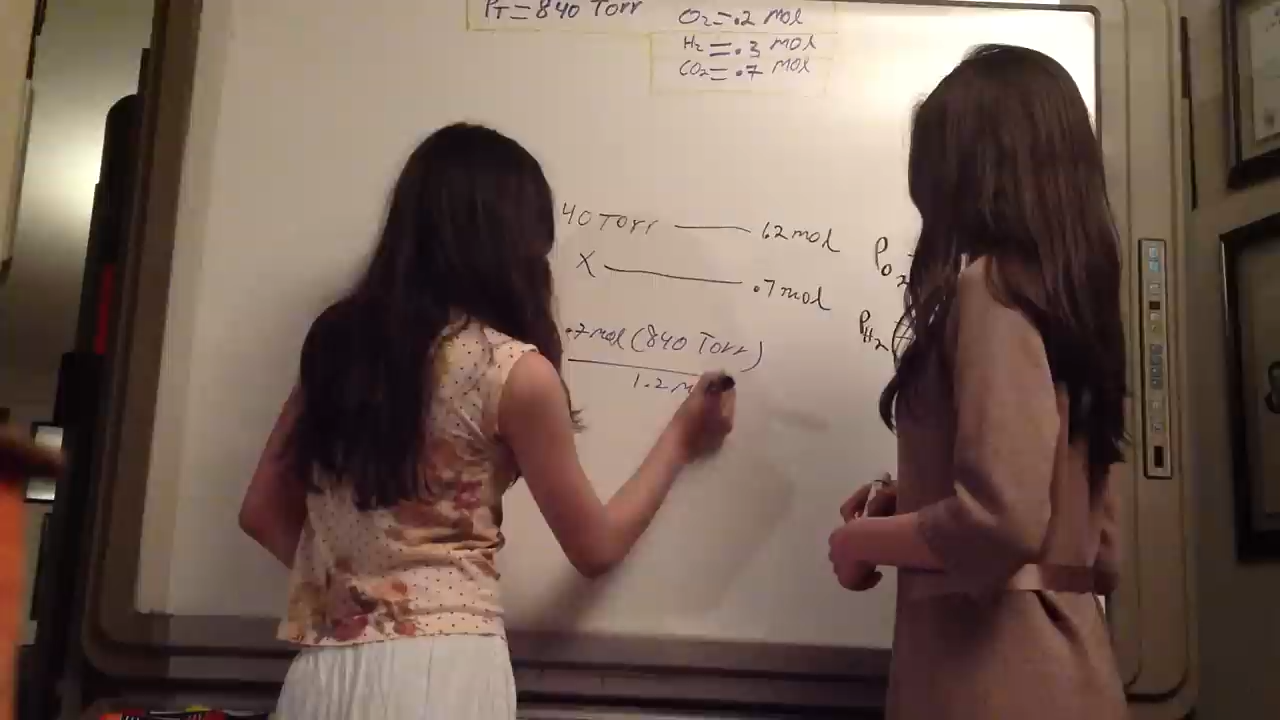 PT = 840 Torr
O2 = .2 mol
H2 = .3 mol
CO2 = .7 mol
40 Torr — 1.2 mol
X — .7 mol
.7 mol (840 Torr)
1.2 m
PO2
PH2